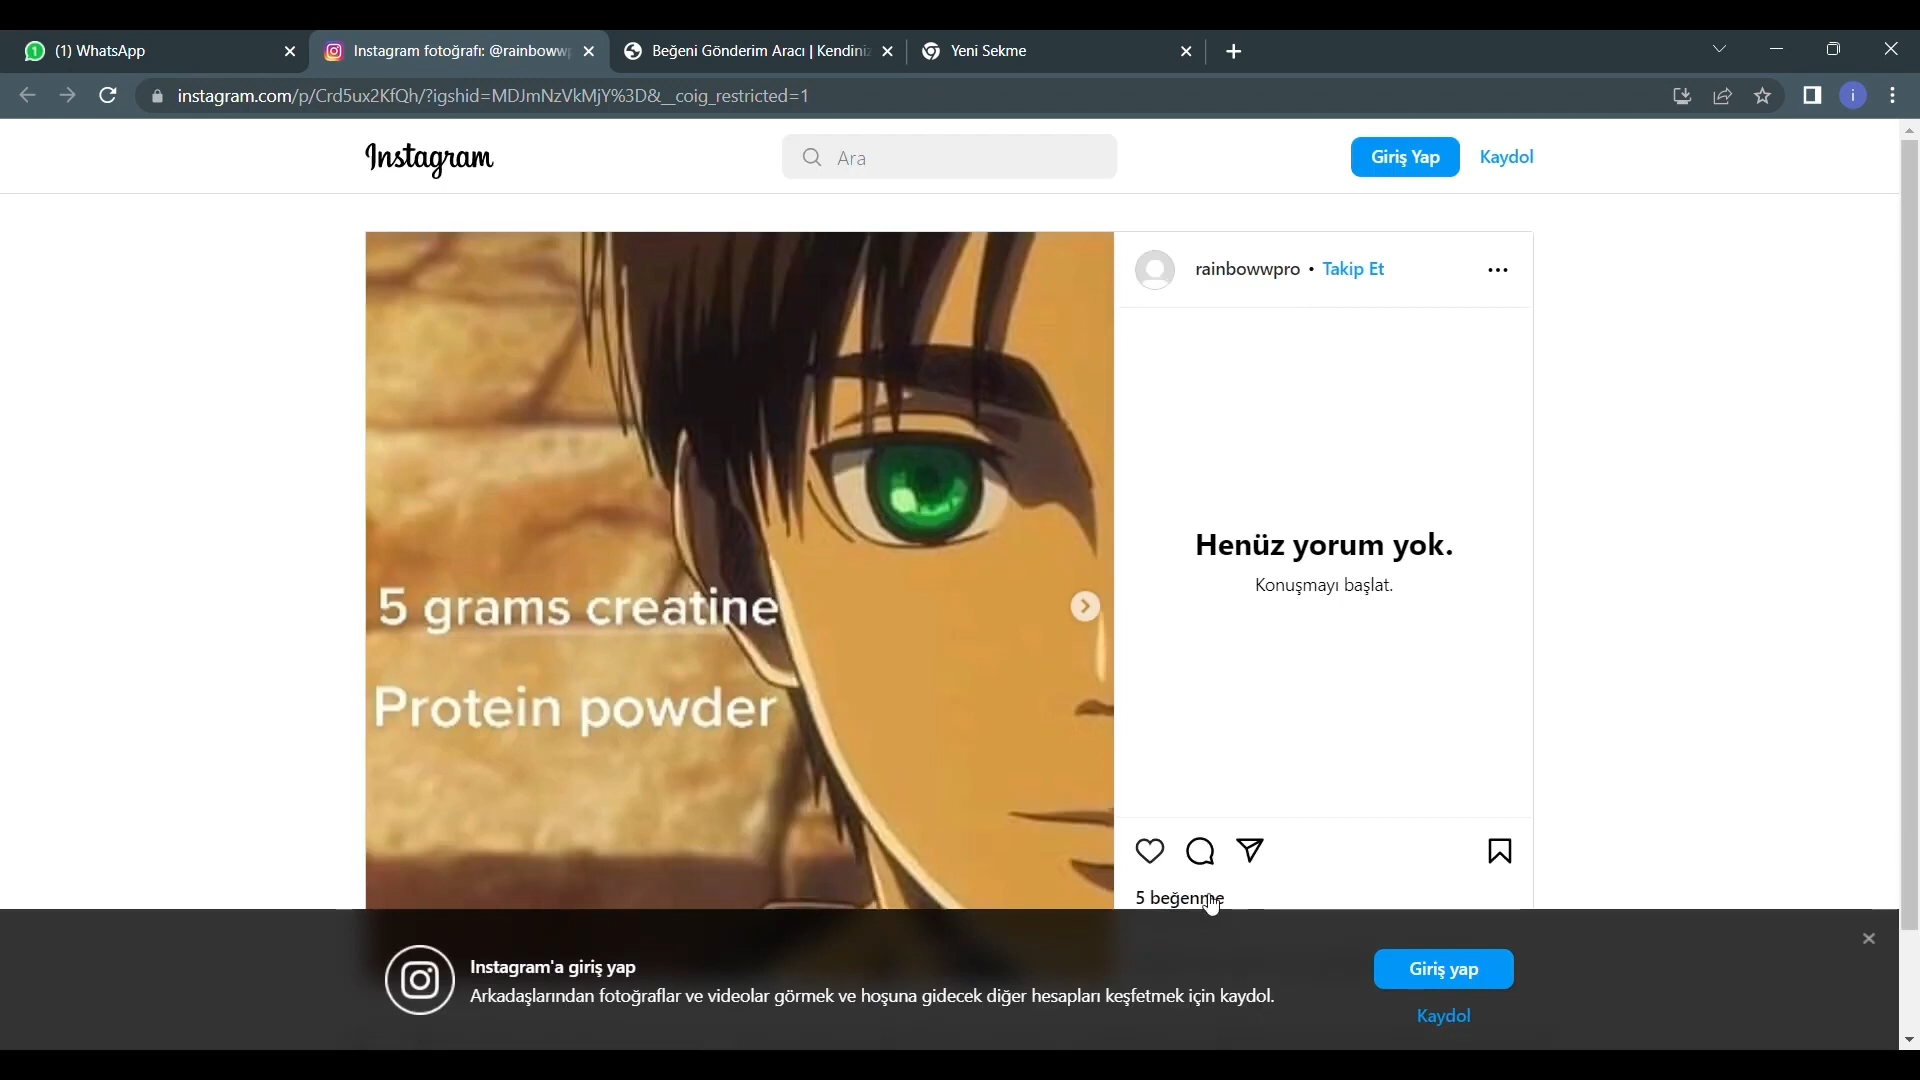 (1) WhatsApp
Instagram fotoğrafı: @rainboww
Beğeni Gönderim Aracı | Kendini
Yeni Sekme
instagram.com/p/Crd5ux2KfQh/?igshid=MDJmNzVkMjY%3D&__coig_restricted=1
i
Instagram
Ara
Giriş Yap
Kaydol
rainbowwpro • Takip Et
5 grams creatine
Protein powder
Henüz yorum yok.
Konuşmayı başlat.
5 beğenme
Instagram'a giriş yap
Arkadaşlarından fotoğraflar ve videolar görmek ve hoşuna gidecek diğer hesapları keşfetmek için kaydol.
Giriş yap
Kaydol